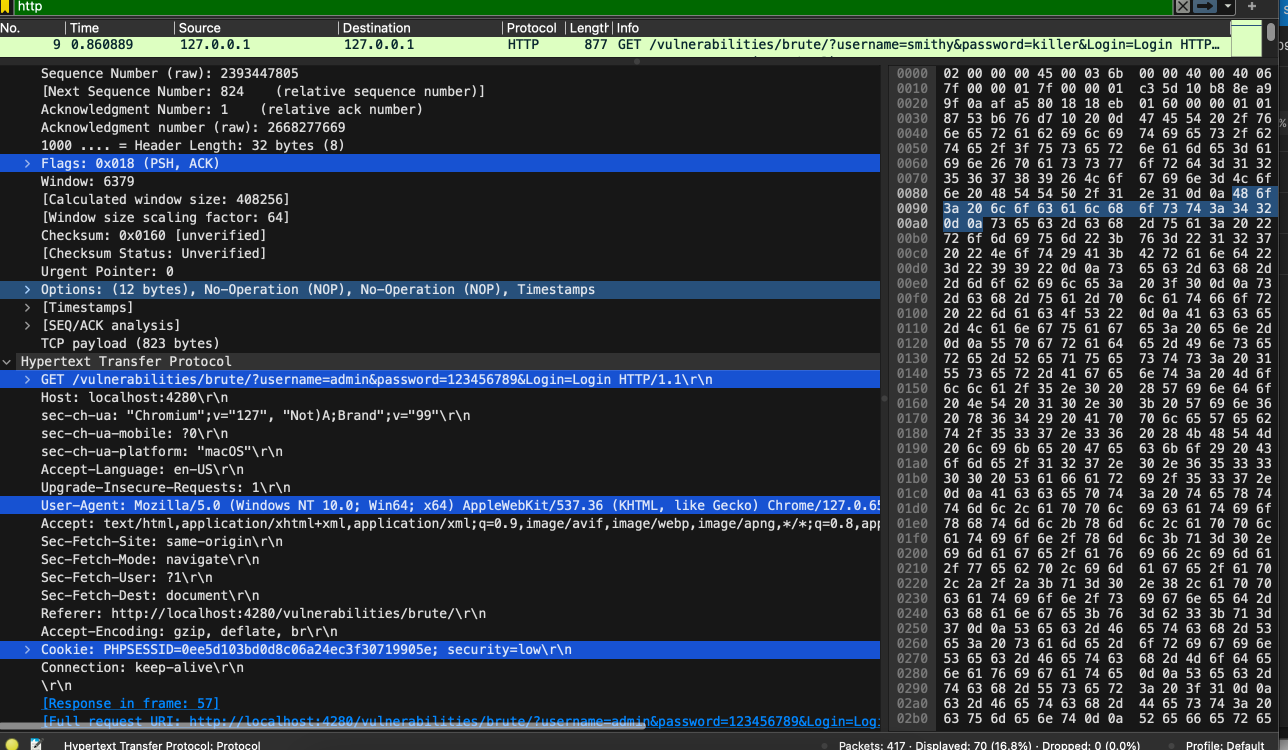 http
No. Time Source Destination Protocol Length Info
9 0.860889 127.0.0.1 127.0.0.1 HTTP 877 GET /vulnerabilities/brute/?username=smithy&password=killer&Login=Login HTTP…
Sequence Number (raw): 2393447805
[Next Sequence Number: 824 (relative sequence number)]
Acknowledgment Number: 1 (relative ack number)
Acknowledgment number (raw): 2668277669
1000 .... = Header Length: 32 bytes (8)
Flags: 0x018 (PSH, ACK)
Window: 6379
[Calculated window size: 408256]
[Window size scaling factor: 64]
Checksum: 0x0160 [unverified]
[Checksum Status: Unverified]
Urgent Pointer: 0
Options: (12 bytes), No-Operation (NOP), No-Operation (NOP), Timestamps
[Timestamps]
[SEQ/ACK analysis]
TCP payload (823 bytes)
Hypertext Transfer Protocol
GET /vulnerabilities/brute/?username=admin&password=123456789&Login=Login HTTP/1.1\r\n
Host: localhost:4280\r\n
sec-ch-ua: "Chromium";v="127", "Not)A;Brand";v="99"\r\n
sec-ch-ua-mobile: ?0\r\n
sec-ch-ua-platform: "macOS"\r\n
Accept-Language: en-US\r\n
Upgrade-Insecure-Requests: 1\r\n
User-Agent: Mozilla/5.0 (Windows NT 10.0; Win64; x64) AppleWebKit/537.36 (KHTML, like Gecko) Chrome/127.0.65
Accept: text/html,application/xhtml+xml,application/xml;q=0.9,image/avif,image/webp,image/apng,*/*;q=0.8,app
Sec-Fetch-Site: same-origin\r\n
Sec-Fetch-Mode: navigate\r\n
Sec-Fetch-User: ?1\r\n
Sec-Fetch-Dest: document\r\n
Referer: http://localhost:4280/vulnerabilities/brute/\r\n
Accept-Encoding: gzip, deflate, br\r\n
Cookie: PHPSESSID=0ee5d103bd0d8c06a24ec3f30719905e; security=low\r\n
Connection: keep-alive\r\n
\r\n
[Response in frame: 57]
[Full request URI: http://localhost:4280/vulnerabilities/brute/?username=admin&password=123456789&Login=Logi
0000 02 00 00 00 45 00 03 6b 00 00 40 00 40 06
0010 7f 00 00 01 7f 00 00 01 c3 5d 10 b8 8e a9
0020 9f 0a af a5 80 18 18 eb 01 60 00 00 01 01
0030 87 53 b6 76 d7 10 20 0d 47 45 54 20 2f 76
0040 6e 65 72 61 62 69 6c 69 74 69 65 73 2f 62
0050 74 65 2f 3f 75 73 65 72 6e 61 6d 65 3d 61
0060 69 6e 26 70 61 73 73 77 6f 72 64 3d 31 32
0070 35 36 37 38 39 26 4c 6f 67 69 6e 3d 4c 6f
0080 6e 20 48 54 54 50 2f 31 2e 31 0d 0a 48 6f
0090 3a 20 6c 6f 63 61 6c 68 6f 73 74 3a 34 32
00a0 0d 0a 73 65 63 2d 63 68 2d 75 61 3a 20 22
00b0 72 6f 6d 69 75 6d 22 3b 76 3d 22 31 32 37
00c0 20 22 4e 6f 74 29 41 3b 42 72 61 6e 64 22
00d0 3d 22 39 39 22 0d 0a 73 65 63 2d 63 68 2d
00e0 2d 6d 6f 62 69 6c 65 3a 20 3f 30 0d 0a 73
00f0 2d 63 68 2d 75 61 2d 70 6c 61 74 66 6f 72
0100 20 22 6d 61 63 4f 53 22 0d 0a 41 63 63 65
0110 2d 4c 61 6e 67 75 61 67 65 3a 20 65 6e 2d
0120 0d 0a 55 70 67 72 61 64 65 2d 49 6e 73 65
0130 72 65 2d 52 65 71 75 65 73 74 73 3a 20 31
0140 55 73 65 72 2d 41 67 65 6e 74 3a 20 4d 6f
0150 6c 6c 61 2f 35 2e 30 20 28 57 69 6e 64 6f
0160 20 4e 54 20 31 30 2e 30 3b 20 57 69 6e 36
0170 20 78 36 34 29 20 41 70 70 6c 65 57 65 62
0180 74 2f 35 33 37 2e 33 36 20 28 4b 48 54 4d
0190 20 6c 69 6b 65 20 47 65 63 6b 6f 29 20 43
01a0 6f 6d 65 2f 31 32 37 2e 30 2e 36 35 33 33
01b0 30 30 20 53 61 66 61 72 69 2f 35 33 37 2e
01c0 0d 0a 41 63 63 65 70 74 3a 20 74 65 78 74
01d0 74 6d 6c 2c 61 70 70 6c 69 63 61 74 69 6f
01e0 78 68 74 6d 6c 2b 78 6d 6c 2c 61 70 70 6c
01f0 61 74 69 6f 6e 2f 78 6d 6c 3b 71 3d 30 2e
0200 69 6d 61 67 65 2f 61 76 69 66 2c 69 6d 61
0210 2f 77 65 62 70 2c 69 6d 61 67 65 2f 61 70
0220 2c 2a 2f 2a 3b 71 3d 30 2e 38 2c 61 70 70
0230 63 61 74 69 6f 6e 2f 73 69 67 6e 65 64 2d
0240 63 68 61 6e 67 65 3b 76 3d 62 33 3b 71 3d
0250 37 0d 0a 53 65 63 2d 46 65 74 63 68 2d 53
0260 65 3a 20 73 61 6d 65 2d 6f 72 69 67 69 6e
0270 53 65 63 2d 46 65 74 63 68 2d 4d 6f 64 65
0280 6e 61 76 69 67 61 74 65 0d 0a 53 65 63 2d
0290 74 63 68 2d 55 73 65 72 3a 20 3f 31 0d 0a
02a0 63 2d 46 65 74 63 68 2d 44 65 73 74 3a 20
02b0 63 75 6d 65 6e 74 0d 0a 52 65 66 65 72 65
Hypertext Transfer Protocol: Protocol Packets: 417 · Displayed: 70 (16.8%) · Dropped: 0 (0.0%) Profile: Default